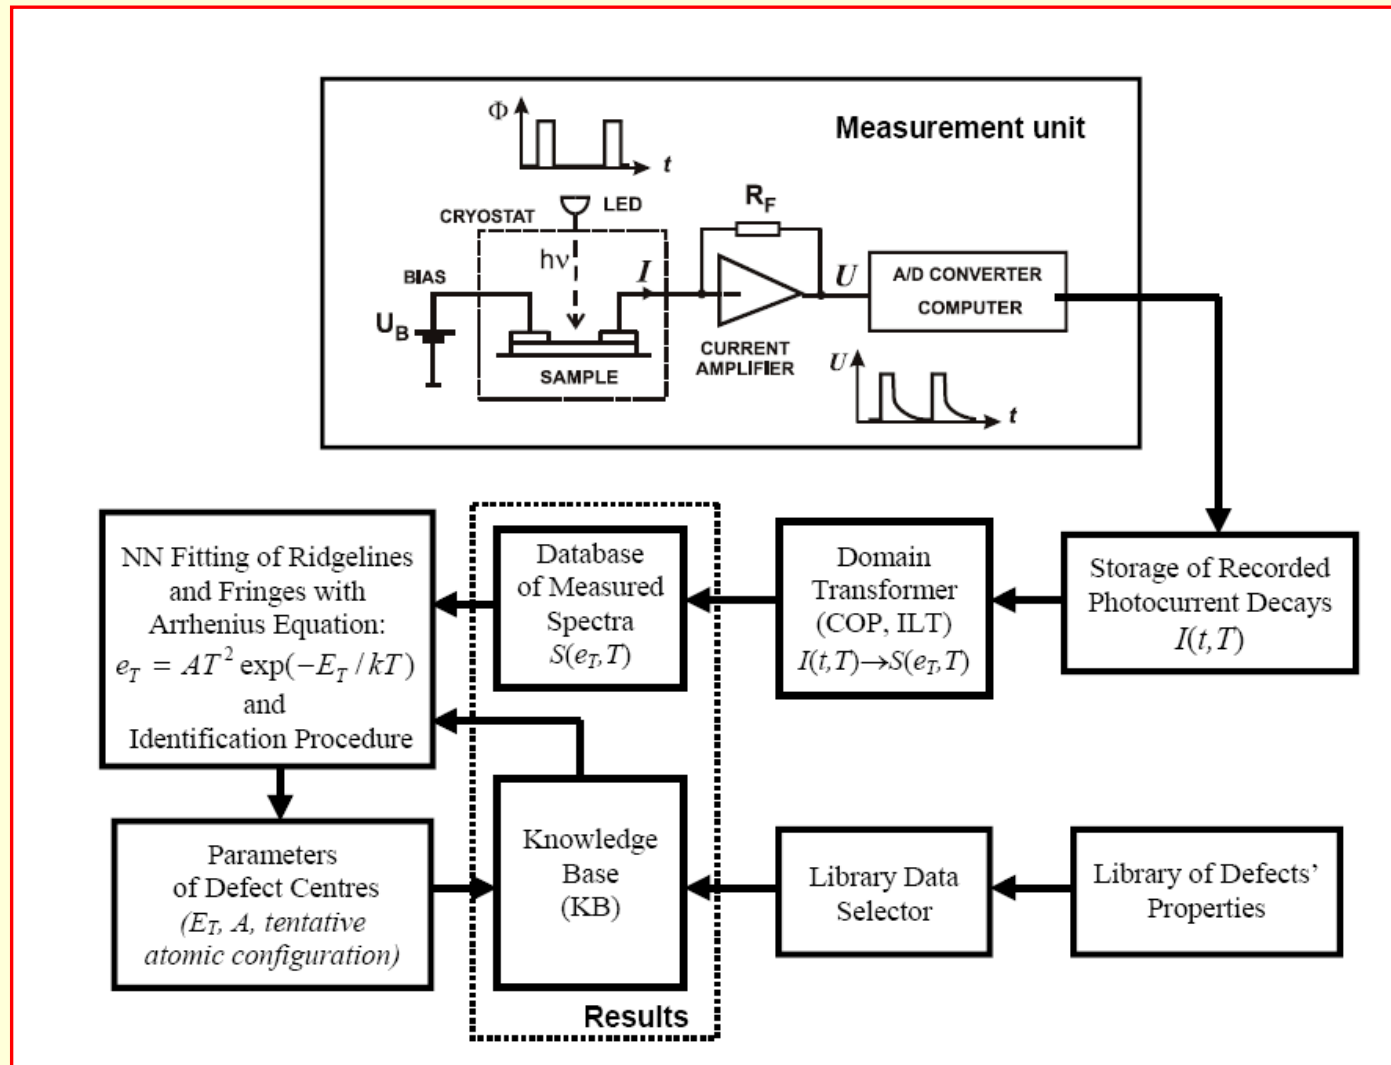 Measurement unit
Φ
t
LED
CRYOSTAT
hν
I
R_F
BIAS
U_B
SAMPLE
CURRENT
AMPLIFIER
U
A/D CONVERTER
COMPUTER
U
t
NN Fitting of Ridgelines
and Fringes with
Arrhenius Equation:
e_T = AT² exp(−E_T / kT)
and
Identification Procedure
Database
of Measured
Spectra
S(e_T,T)
Domain
Transformer
(COP, ILT)
I(t,T)→S(e_T,T)
Storage of Recorded
Photocurrent Decays
I(t,T)
Parameters
of Defect Centres
(E_T, A, tentative
atomic configuration)
Knowledge
Base
(KB)
Library Data
Selector
Library of Defects’
Properties
Results